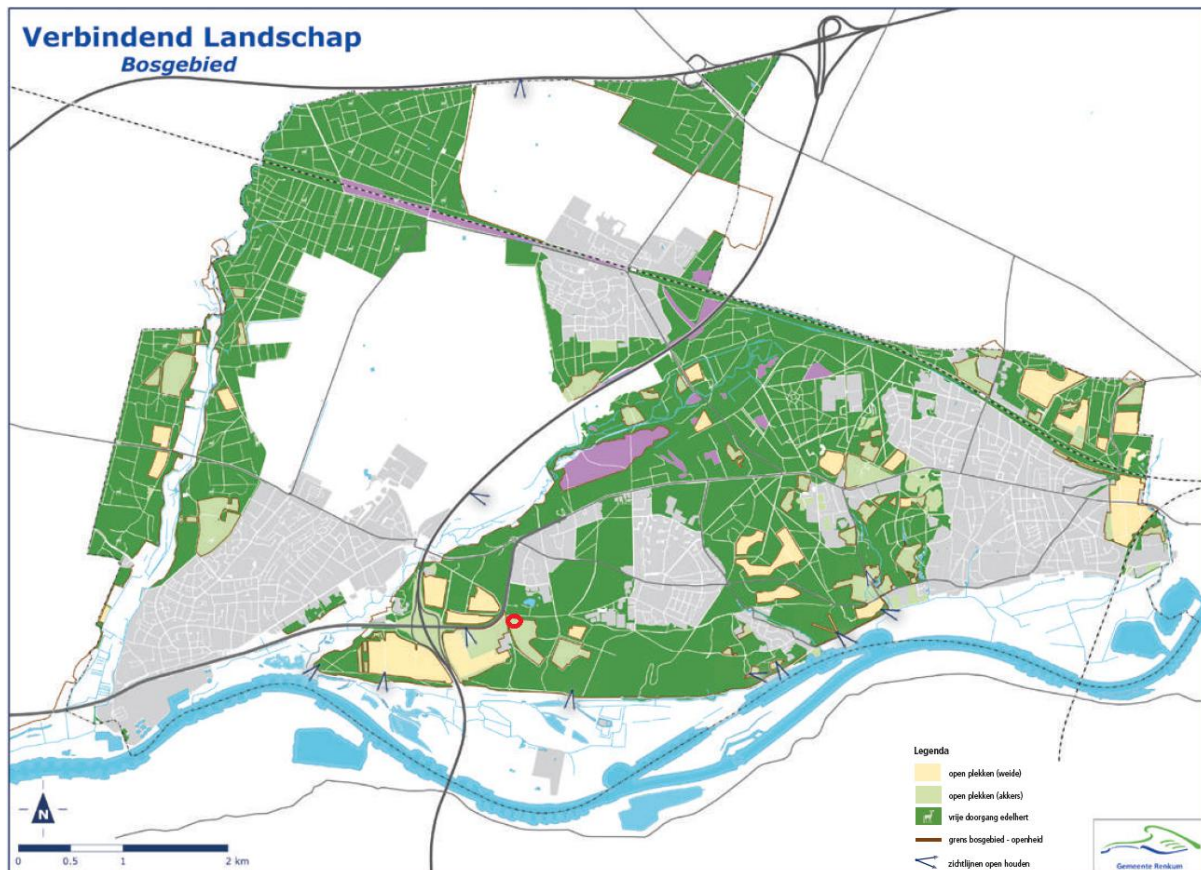 Verbindend Landschap
Bosgebied
Legenda
open plekken (weide)
open plekken (akkers)
vrije doorgang edelhert
grens bosgebied - openheid
zichtlijnen open houden
N
0 0.5 1 2 km
Gemeente Renkum